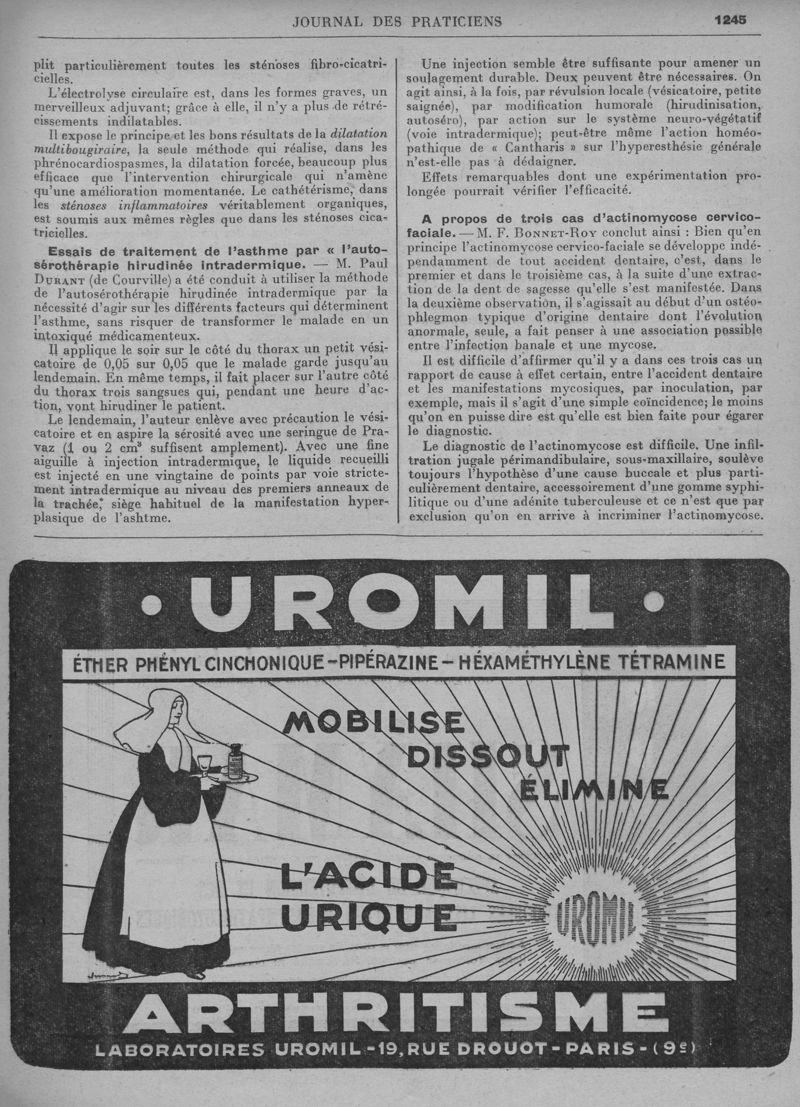 JOURNAL DES PRATICIENS
1245
plit particulièrement toutes les sténoses fibro-cicatri-
cielles.
L'électrolyse circulaire est, dans les formes graves, un
merveilleux adjuvant; grâce à elle, il n'y a plus de rétré-
cissements indilatables.
Il expose le principe et les bons résultats de la dilatation
multibougiraire, la seule méthode qui réalise, dans les
phrénocardiospasmes, la dilatation forcée, beaucoup plus
efficace que l'intervention chirurgicale qui n'amène
qu'une amélioration momentanée. Le cathétérisme, dans
les sténoses inflammatoires véritablement organiques,
est soumis aux mêmes règles que dans les sténoses cica-
tricielles.
Essais de traitement de l'asthme par « l'auto-
sérothérapie hirudinée intradermique. — M. Paul
DURANT (de Courville) a été conduit à utiliser la méthode
de l'autosérothérapie hirudinée intradermique par la
nécessité d'agir sur les différents facteurs qui déterminent
l'asthme, sans risquer de transformer le malade en un
intoxiqué médicamenteux.
Il applique le soir sur le côté du thorax un petit vési-
catoire de 0,05 sur 0,05 que le malade garde jusqu'au
lendemain. En même temps, il fait placer sur l'autre côté
du thorax trois sangsues qui, pendant une heure d'ac-
tion, vont hirudiner le patient.
Le lendemain, l'auteur enlève avec précaution le vési-
catoire et en aspire la sérosité avec une seringue de Pra-
vaz (1 ou 2 cm³ suffisent amplement). Avec une fine
aiguille à injection intradermique, le liquide recueilli
est injecté en une vingtaine de points par voie stricte-
ment intradermique au niveau des premiers anneaux de
la trachée, siège habituel de la manifestation hyper-
plasique de l'ashtme.
Une injection semble être suffisante pour amener un
soulagement durable. Deux peuvent être nécessaires. On
agit ainsi, à la fois, par révulsion locale (vésicatoire, petite
saignée), par modification humorale (hirudinisation,
autoséro), par action sur le système neuro-végétatif
(voie intradermique); peut-être même l'action homéo-
pathique de « Cantharis » sur l'hyperesthésie générale
n'est-elle pas à dédaigner.
Effets remarquables dont une expérimentation pro-
longée pourrait vérifier l'efficacité.
A propos de trois cas d'actinomycose cervico-
faciale. — M. F. BONNET-ROY conclut ainsi : Bien qu'en
principe l'actinomycose cervico-faciale se développe indé-
pendamment de tout accident dentaire, c'est, dans le
premier et dans le troisième cas, à la suite d'une extrac-
tion de la dent de sagesse qu'elle s'est manifestée. Dans
la deuxième observation, il s'agissait au début d'un ostéo-
phlegmon typique d'origine dentaire dont l'évolution
anormale, seule, a fait penser à une association possible
entre l'infection banale et une mycose.
Il est difficile d'affirmer qu'il y a dans ces trois cas un
rapport de cause à effet certain, entre l'accident dentaire
et les manifestations mycosiques, par inoculation, par
exemple, mais il s'agit d'une simple coïncidence; le moins
qu'on en puisse dire est qu'elle est bien faite pour égarer
le diagnostic.
Le diagnostic de l'actinomycose est difficile. Une infil-
tration jugale périmandibulaire, sous-maxillaire, soulève
toujours l'hypothèse d'une cause buccale et plus parti-
culièrement dentaire, accessoirement d'une gomme syphi-
litique ou d'une adénite tuberculeuse et ce n'est que par
exclusion qu'on en arrive à incriminer l'actinomycose.
• UROMIL •
ÉTHER PHÉNYL CINCHONIQUE-PIPÉRAZINE-HÉXAMÉTHYLÈNE TÉTRAMINE
MOBILISE
DISSOUT
ÉLIMINE
L'ACIDE
URIQUE
UROMIL
ARTHRITISME
LABORATOIRES UROMIL-19, RUE DROUOT-PARIS-(9ᵉ)